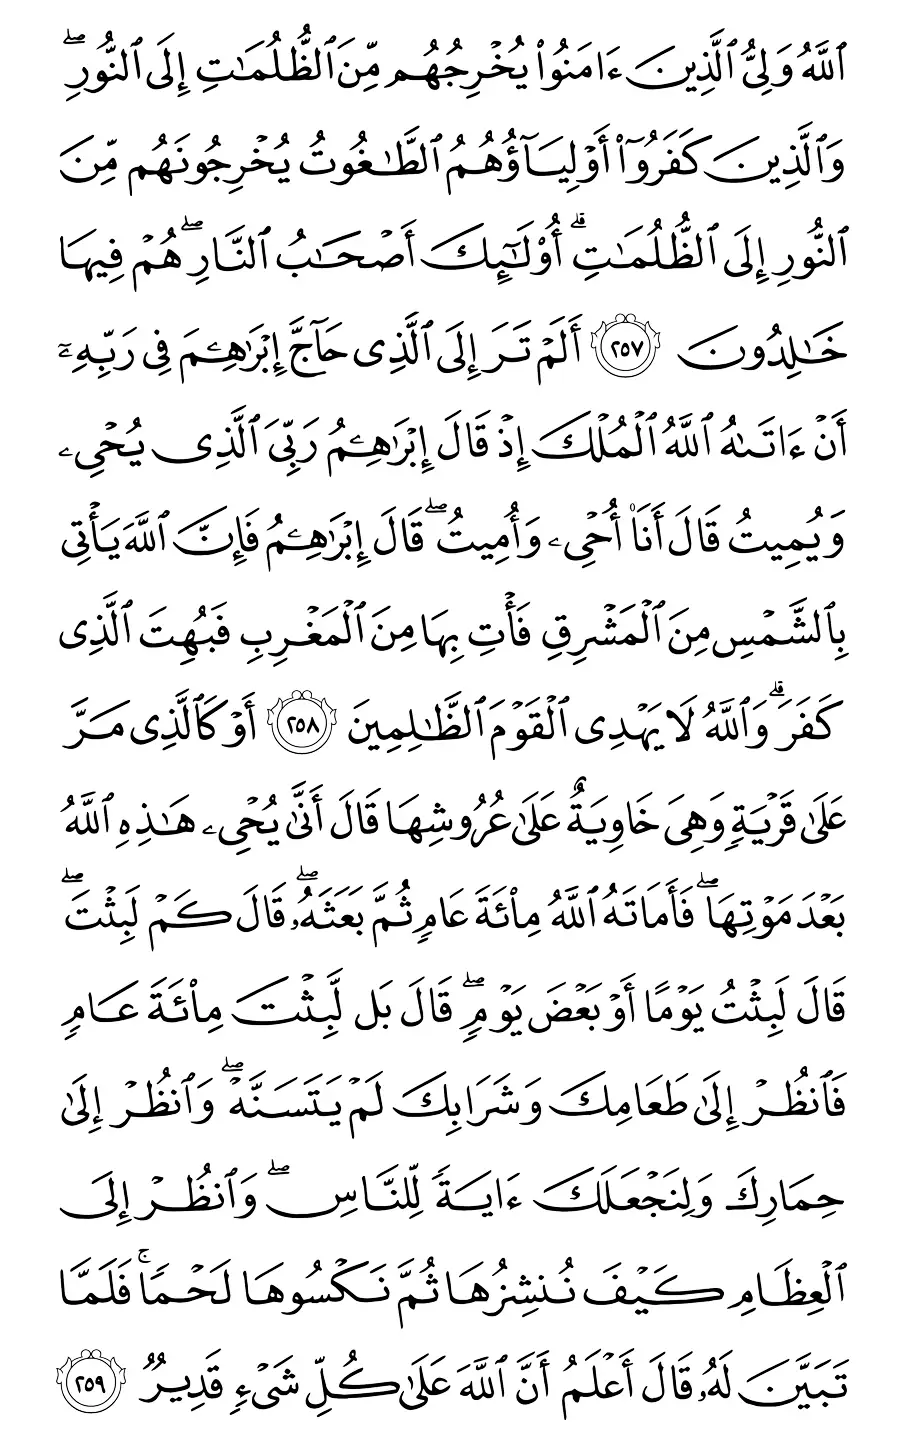 ٱللَّهُ وَلِىُّ ٱلَّذِينَ ءَامَنُوا۟ يُخْرِجُهُم مِّنَ ٱلظُّلُمَـٰتِ إِلَى ٱلنُّورِ ۖ
وَٱلَّذِينَ كَفَرُوٓا۟ أَوْلِيَآؤُهُمُ ٱلطَّـٰغُوتُ يُخْرِجُونَهُم مِّنَ
ٱلنُّورِ إِلَى ٱلظُّلُمَـٰتِ ۗ أُو۟لَـٰٓئِكَ أَصْحَـٰبُ ٱلنَّارِ ۖ هُمْ فِيهَا
خَـٰلِدُونَ ٢٥٧ أَلَمْ تَرَ إِلَى ٱلَّذِى حَآجَّ إِبْرَٰهِـۧمَ فِى رَبِّهِۦٓ
أَنْ ءَاتَىٰهُ ٱللَّهُ ٱلْمُلْكَ إِذْ قَالَ إِبْرَٰهِـۧمُ رَبِّىَ ٱلَّذِى يُحْىِۦ
وَيُمِيتُ قَالَ أَنَا۠ أُحْىِۦ وَأُمِيتُ ۖ قَالَ إِبْرَٰهِـۧمُ فَإِنَّ ٱللَّهَ يَأْتِى
بِٱلشَّمْسِ مِنَ ٱلْمَشْرِقِ فَأْتِ بِهَا مِنَ ٱلْمَغْرِبِ فَبُهِتَ ٱلَّذِى
كَفَرَ ۗ وَٱللَّهُ لَا يَهْدِى ٱلْقَوْمَ ٱلظَّـٰلِمِينَ ٢٥٨ أَوْ كَٱلَّذِى مَرَّ
عَلَىٰ قَرْيَةٍ وَهِىَ خَاوِيَةٌ عَلَىٰ عُرُوشِهَا قَالَ أَنَّىٰ يُحْىِۦ هَـٰذِهِ ٱللَّهُ
بَعْدَ مَوْتِهَا ۖ فَأَمَاتَهُ ٱللَّهُ مِا۟ئَةَ عَامٍ ثُمَّ بَعَثَهُۥ ۖ قَالَ كَمْ لَبِثْتَ ۖ
قَالَ لَبِثْتُ يَوْمًا أَوْ بَعْضَ يَوْمٍ ۖ قَالَ بَل لَّبِثْتَ مِا۟ئَةَ عَامٍ
فَٱنظُرْ إِلَىٰ طَعَامِكَ وَشَرَابِكَ لَمْ يَتَسَنَّهْ ۖ وَٱنظُرْ إِلَىٰ
حِمَارِكَ وَلِنَجْعَلَكَ ءَايَةً لِّلنَّاسِ ۖ وَٱنظُرْ إِلَى
ٱلْعِظَامِ كَيْفَ نُنشِزُهَا ثُمَّ نَكْسُوهَا لَحْمًا ۚ فَلَمَّا
تَبَيَّنَ لَهُۥ قَالَ أَعْلَمُ أَنَّ ٱللَّهَ عَلَىٰ كُلِّ شَىْءٍ قَدِيرٌ ٢٥٩